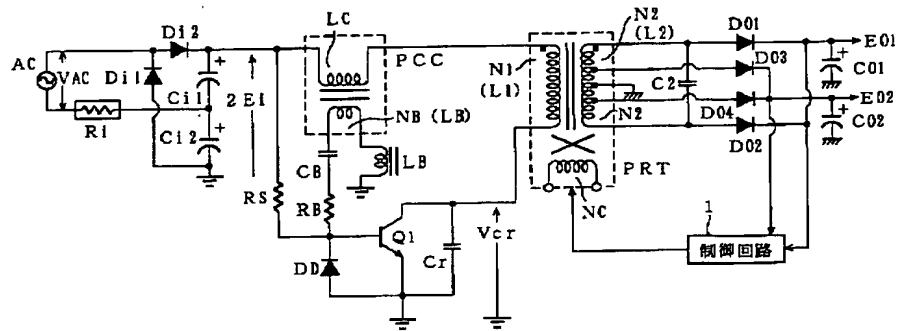 LC
N2
(L2)
D01
E01
Di2
AC
VAC
Di1
Ci1
2Ei
PCC
N1
(L1)
C2
D03
C01
E02
NB (LB)
N2
D04
C02
Ri
Ci2
D02
CB
LB
PRT
RS
RB
NC
Q1
Vcr
1
制御回路
DD
Cr